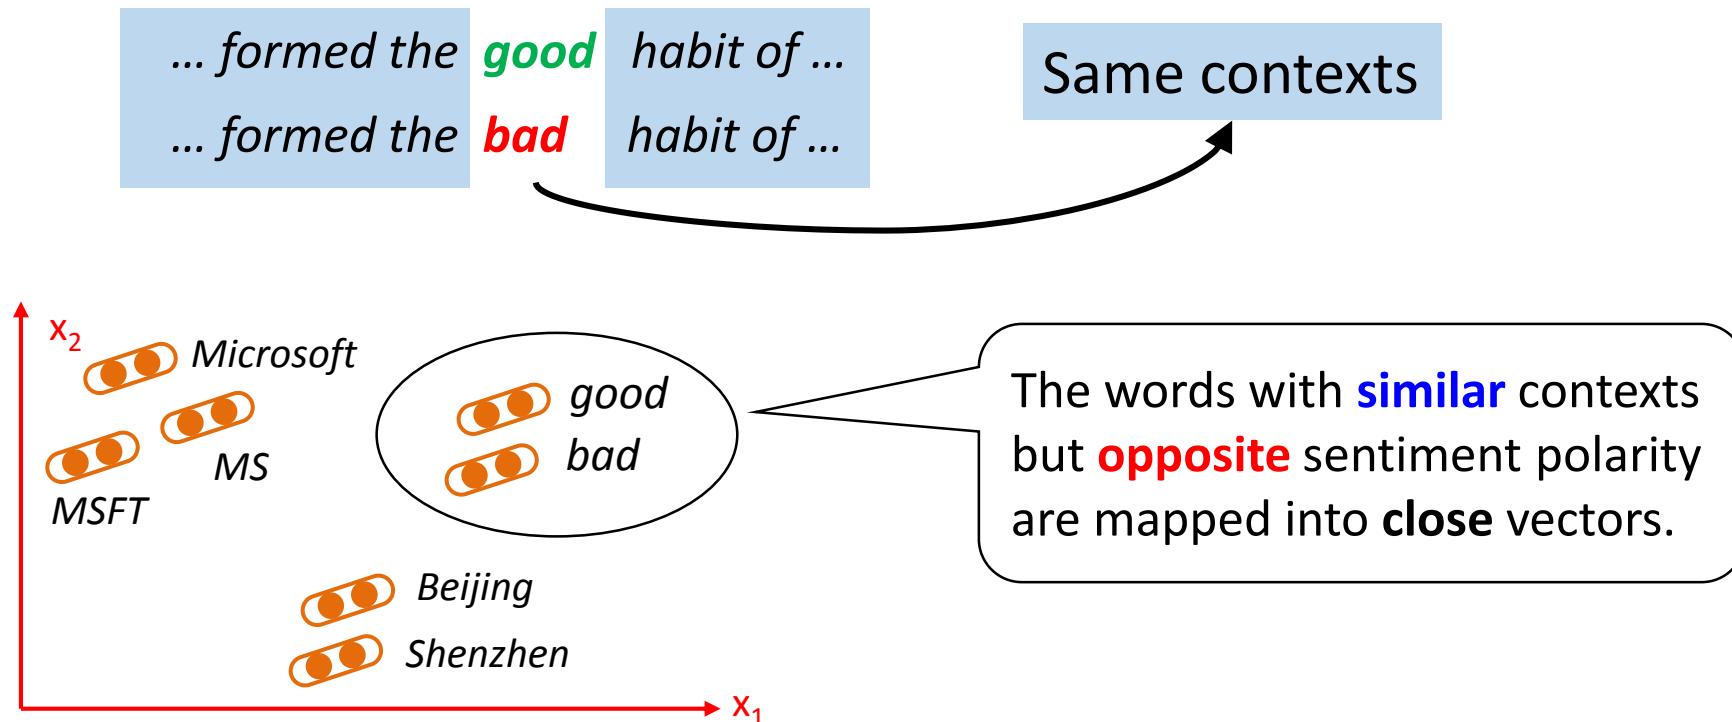 … formed the good habit of …
… formed the bad habit of …
Same contexts
x2
Microsoft
MS
MSFT
good
bad
Beijing
Shenzhen
x1
The words with similar contexts
but opposite sentiment polarity
are mapped into close vectors.